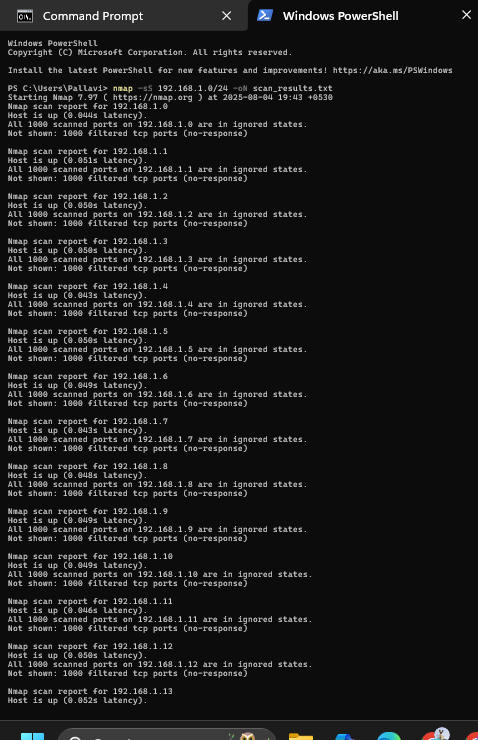 Command Prompt
Windows PowerShell
Windows PowerShell
Copyright (C) Microsoft Corporation. All rights reserved.
Install the latest PowerShell for new features and improvements! https://aka.ms/PSWindows
PS C:\Users\Pallavi> nmap -sS 192.168.1.0/24 -oN scan_results.txt
Starting Nmap 7.97 ( https://nmap.org ) at 2025-08-04 19:43 +0530
Nmap scan report for 192.168.1.0
Host is up (0.044s latency).
All 1000 scanned ports on 192.168.1.0 are in ignored states.
Not shown: 1000 filtered tcp ports (no-response)
Nmap scan report for 192.168.1.1
Host is up (0.051s latency).
All 1000 scanned ports on 192.168.1.1 are in ignored states.
Not shown: 1000 filtered tcp ports (no-response)
Nmap scan report for 192.168.1.2
Host is up (0.050s latency).
All 1000 scanned ports on 192.168.1.2 are in ignored states.
Not shown: 1000 filtered tcp ports (no-response)
Nmap scan report for 192.168.1.3
Host is up (0.050s latency).
All 1000 scanned ports on 192.168.1.3 are in ignored states.
Not shown: 1000 filtered tcp ports (no-response)
Nmap scan report for 192.168.1.4
Host is up (0.043s latency).
All 1000 scanned ports on 192.168.1.4 are in ignored states.
Not shown: 1000 filtered tcp ports (no-response)
Nmap scan report for 192.168.1.5
Host is up (0.050s latency).
All 1000 scanned ports on 192.168.1.5 are in ignored states.
Not shown: 1000 filtered tcp ports (no-response)
Nmap scan report for 192.168.1.6
Host is up (0.049s latency).
All 1000 scanned ports on 192.168.1.6 are in ignored states.
Not shown: 1000 filtered tcp ports (no-response)
Nmap scan report for 192.168.1.7
Host is up (0.043s latency).
All 1000 scanned ports on 192.168.1.7 are in ignored states.
Not shown: 1000 filtered tcp ports (no-response)
Nmap scan report for 192.168.1.8
Host is up (0.048s latency).
All 1000 scanned ports on 192.168.1.8 are in ignored states.
Not shown: 1000 filtered tcp ports (no-response)
Nmap scan report for 192.168.1.9
Host is up (0.049s latency).
All 1000 scanned ports on 192.168.1.9 are in ignored states.
Not shown: 1000 filtered tcp ports (no-response)
Nmap scan report for 192.168.1.10
Host is up (0.049s latency).
All 1000 scanned ports on 192.168.1.10 are in ignored states.
Not shown: 1000 filtered tcp ports (no-response)
Nmap scan report for 192.168.1.11
Host is up (0.046s latency).
All 1000 scanned ports on 192.168.1.11 are in ignored states.
Not shown: 1000 filtered tcp ports (no-response)
Nmap scan report for 192.168.1.12
Host is up (0.050s latency).
All 1000 scanned ports on 192.168.1.12 are in ignored states.
Not shown: 1000 filtered tcp ports (no-response)
Nmap scan report for 192.168.1.13
Host is up (0.052s latency).